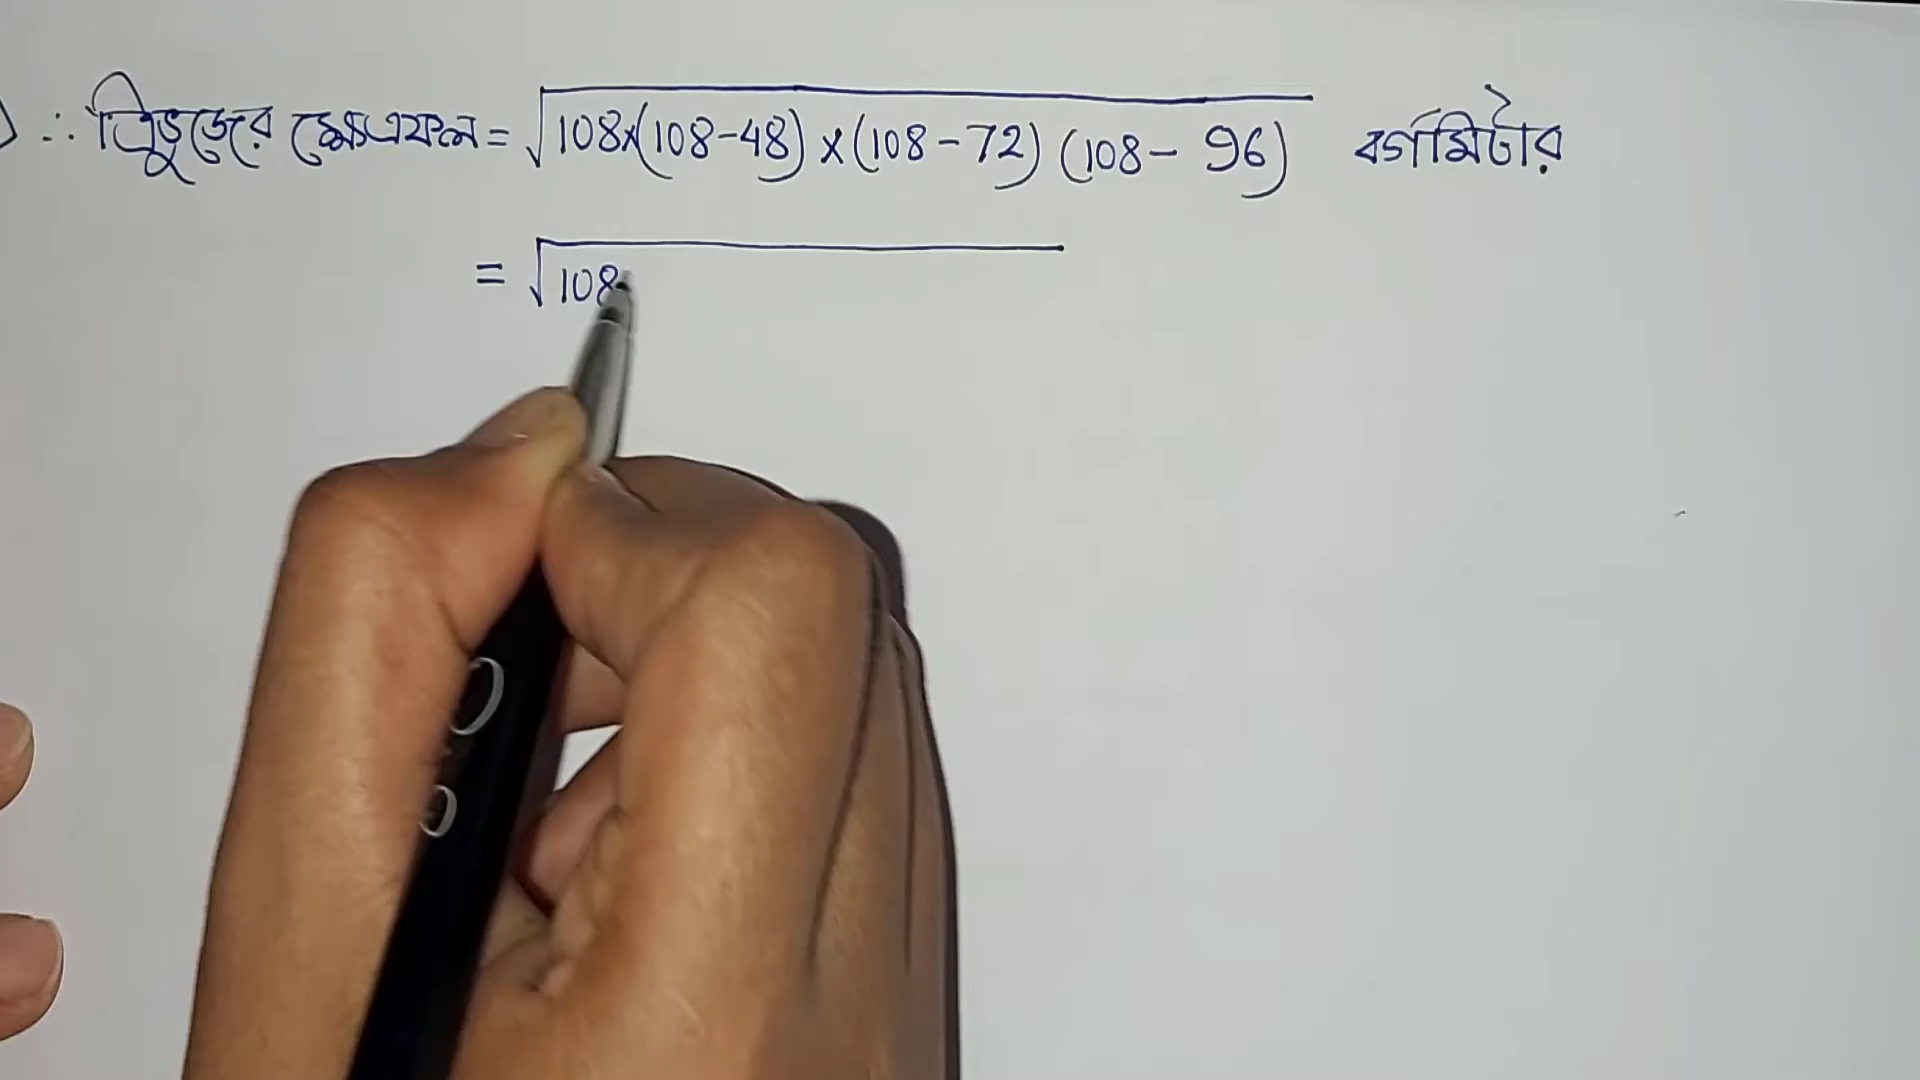 ∴ ত্রিভুজের ক্ষেত্রফল = √108×(108-48)×(108-72)(108- 96) বর্গমিটার
= √108